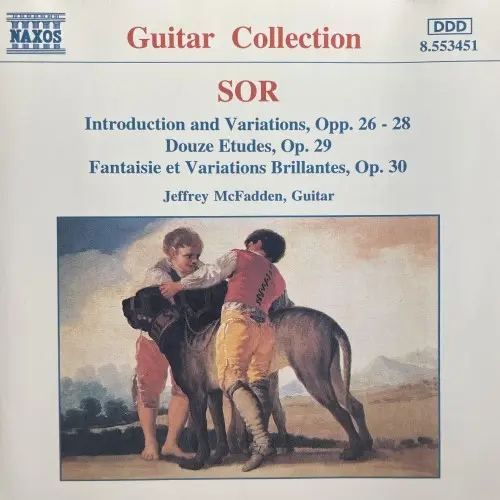 NAXOS
Guitar Collection
DDD
8.553451
SOR
Introduction and Variations, Opp. 26 - 28
Douze Etudes, Op. 29
Fantaisie et Variations Brillantes, Op. 30
Jeffrey McFadden, Guitar